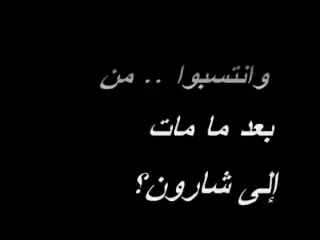 وانتسبوا .. من
بعد ما مات
إلى شارون؟